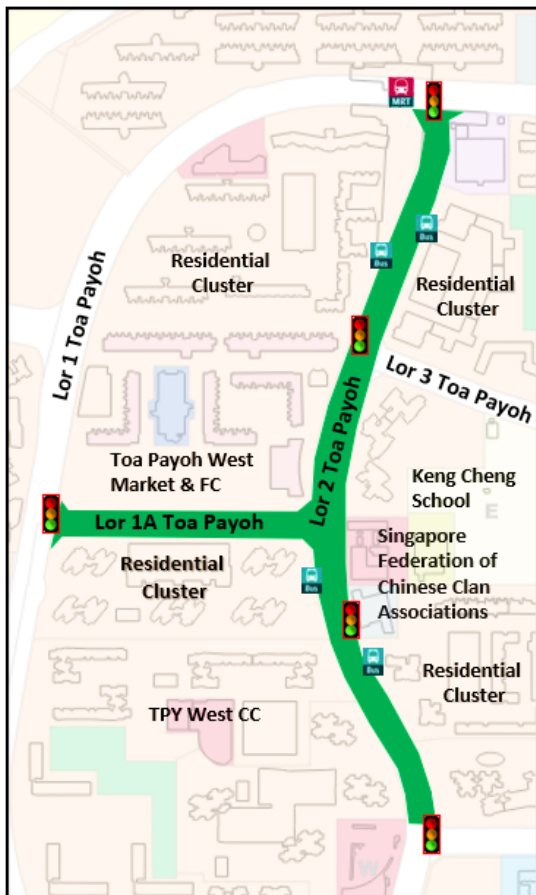 MRT
Bus
Bus
Residential
Cluster
Residential
Cluster
Lor 1 Toa Payoh
Lor 3 Toa Payoh
Lor 2 Toa Payoh
Toa Payoh West
Market & FC
Keng Cheng
School
E
Lor 1A Toa Payoh
Singapore
Federation of
Chinese Clan
Associations
Residential
Cluster
Bus
Bus
Residential
Cluster
TPY West CC
W